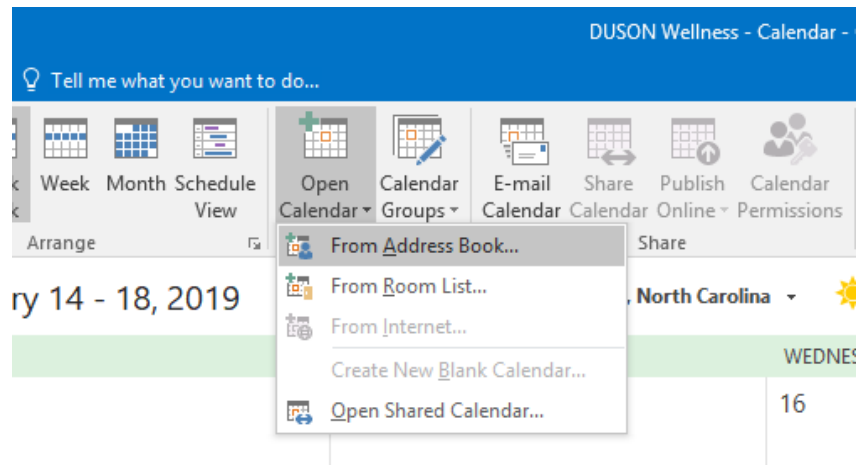 DUSON Wellness - Calendar -
Tell me what you want to do...
Week Month Schedule View
Open Calendar
Calendar Groups
E-mail Calendar
Share Calendar
Publish Online
Calendar Permissions
Arrange
Share
From Address Book...
From Room List...
From Internet...
Create New Blank Calendar...
Open Shared Calendar...
ry 14 - 18, 2019
, North Carolina
WEDNES
16